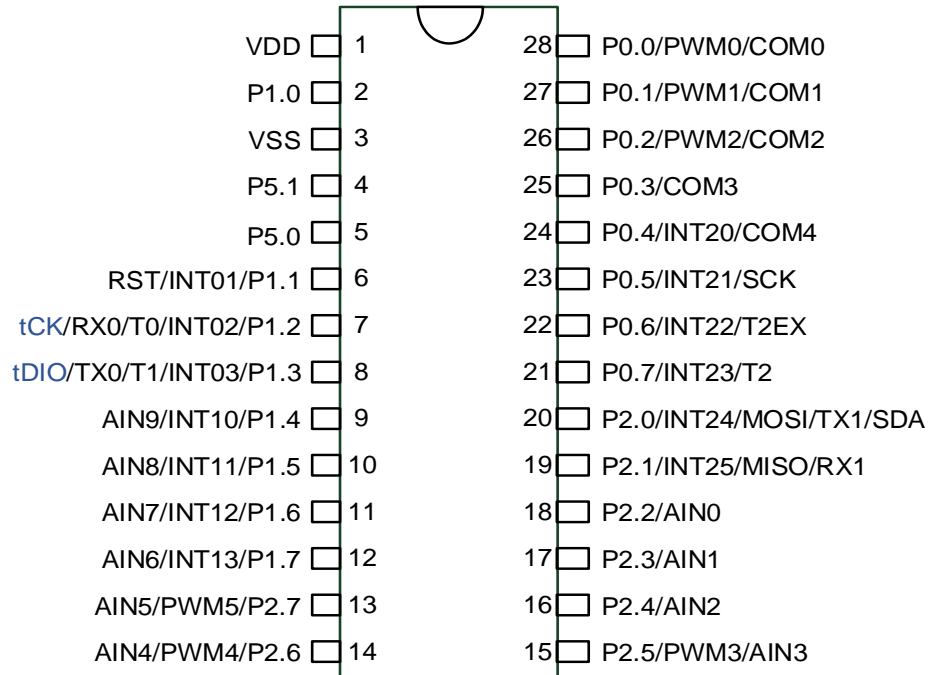 VDD 1 28 P0.0/PWM0/COM0
P1.0 2 27 P0.1/PWM1/COM1
VSS 3 26 P0.2/PWM2/COM2
P5.1 4 25 P0.3/COM3
P5.0 5 24 P0.4/INT20/COM4
RST/INT01/P1.1 6 23 P0.5/INT21/SCK
tCK/RX0/T0/INT02/P1.2 7 22 P0.6/INT22/T2EX
tDIO/TX0/T1/INT03/P1.3 8 21 P0.7/INT23/T2
AIN9/INT10/P1.4 9 20 P2.0/INT24/MOSI/TX1/SDA
AIN8/INT11/P1.5 10 19 P2.1/INT25/MISO/RX1
AIN7/INT12/P1.6 11 18 P2.2/AIN0
AIN6/INT13/P1.7 12 17 P2.3/AIN1
AIN5/PWM5/P2.7 13 16 P2.4/AIN2
AIN4/PWM4/P2.6 14 15 P2.5/PWM3/AIN3